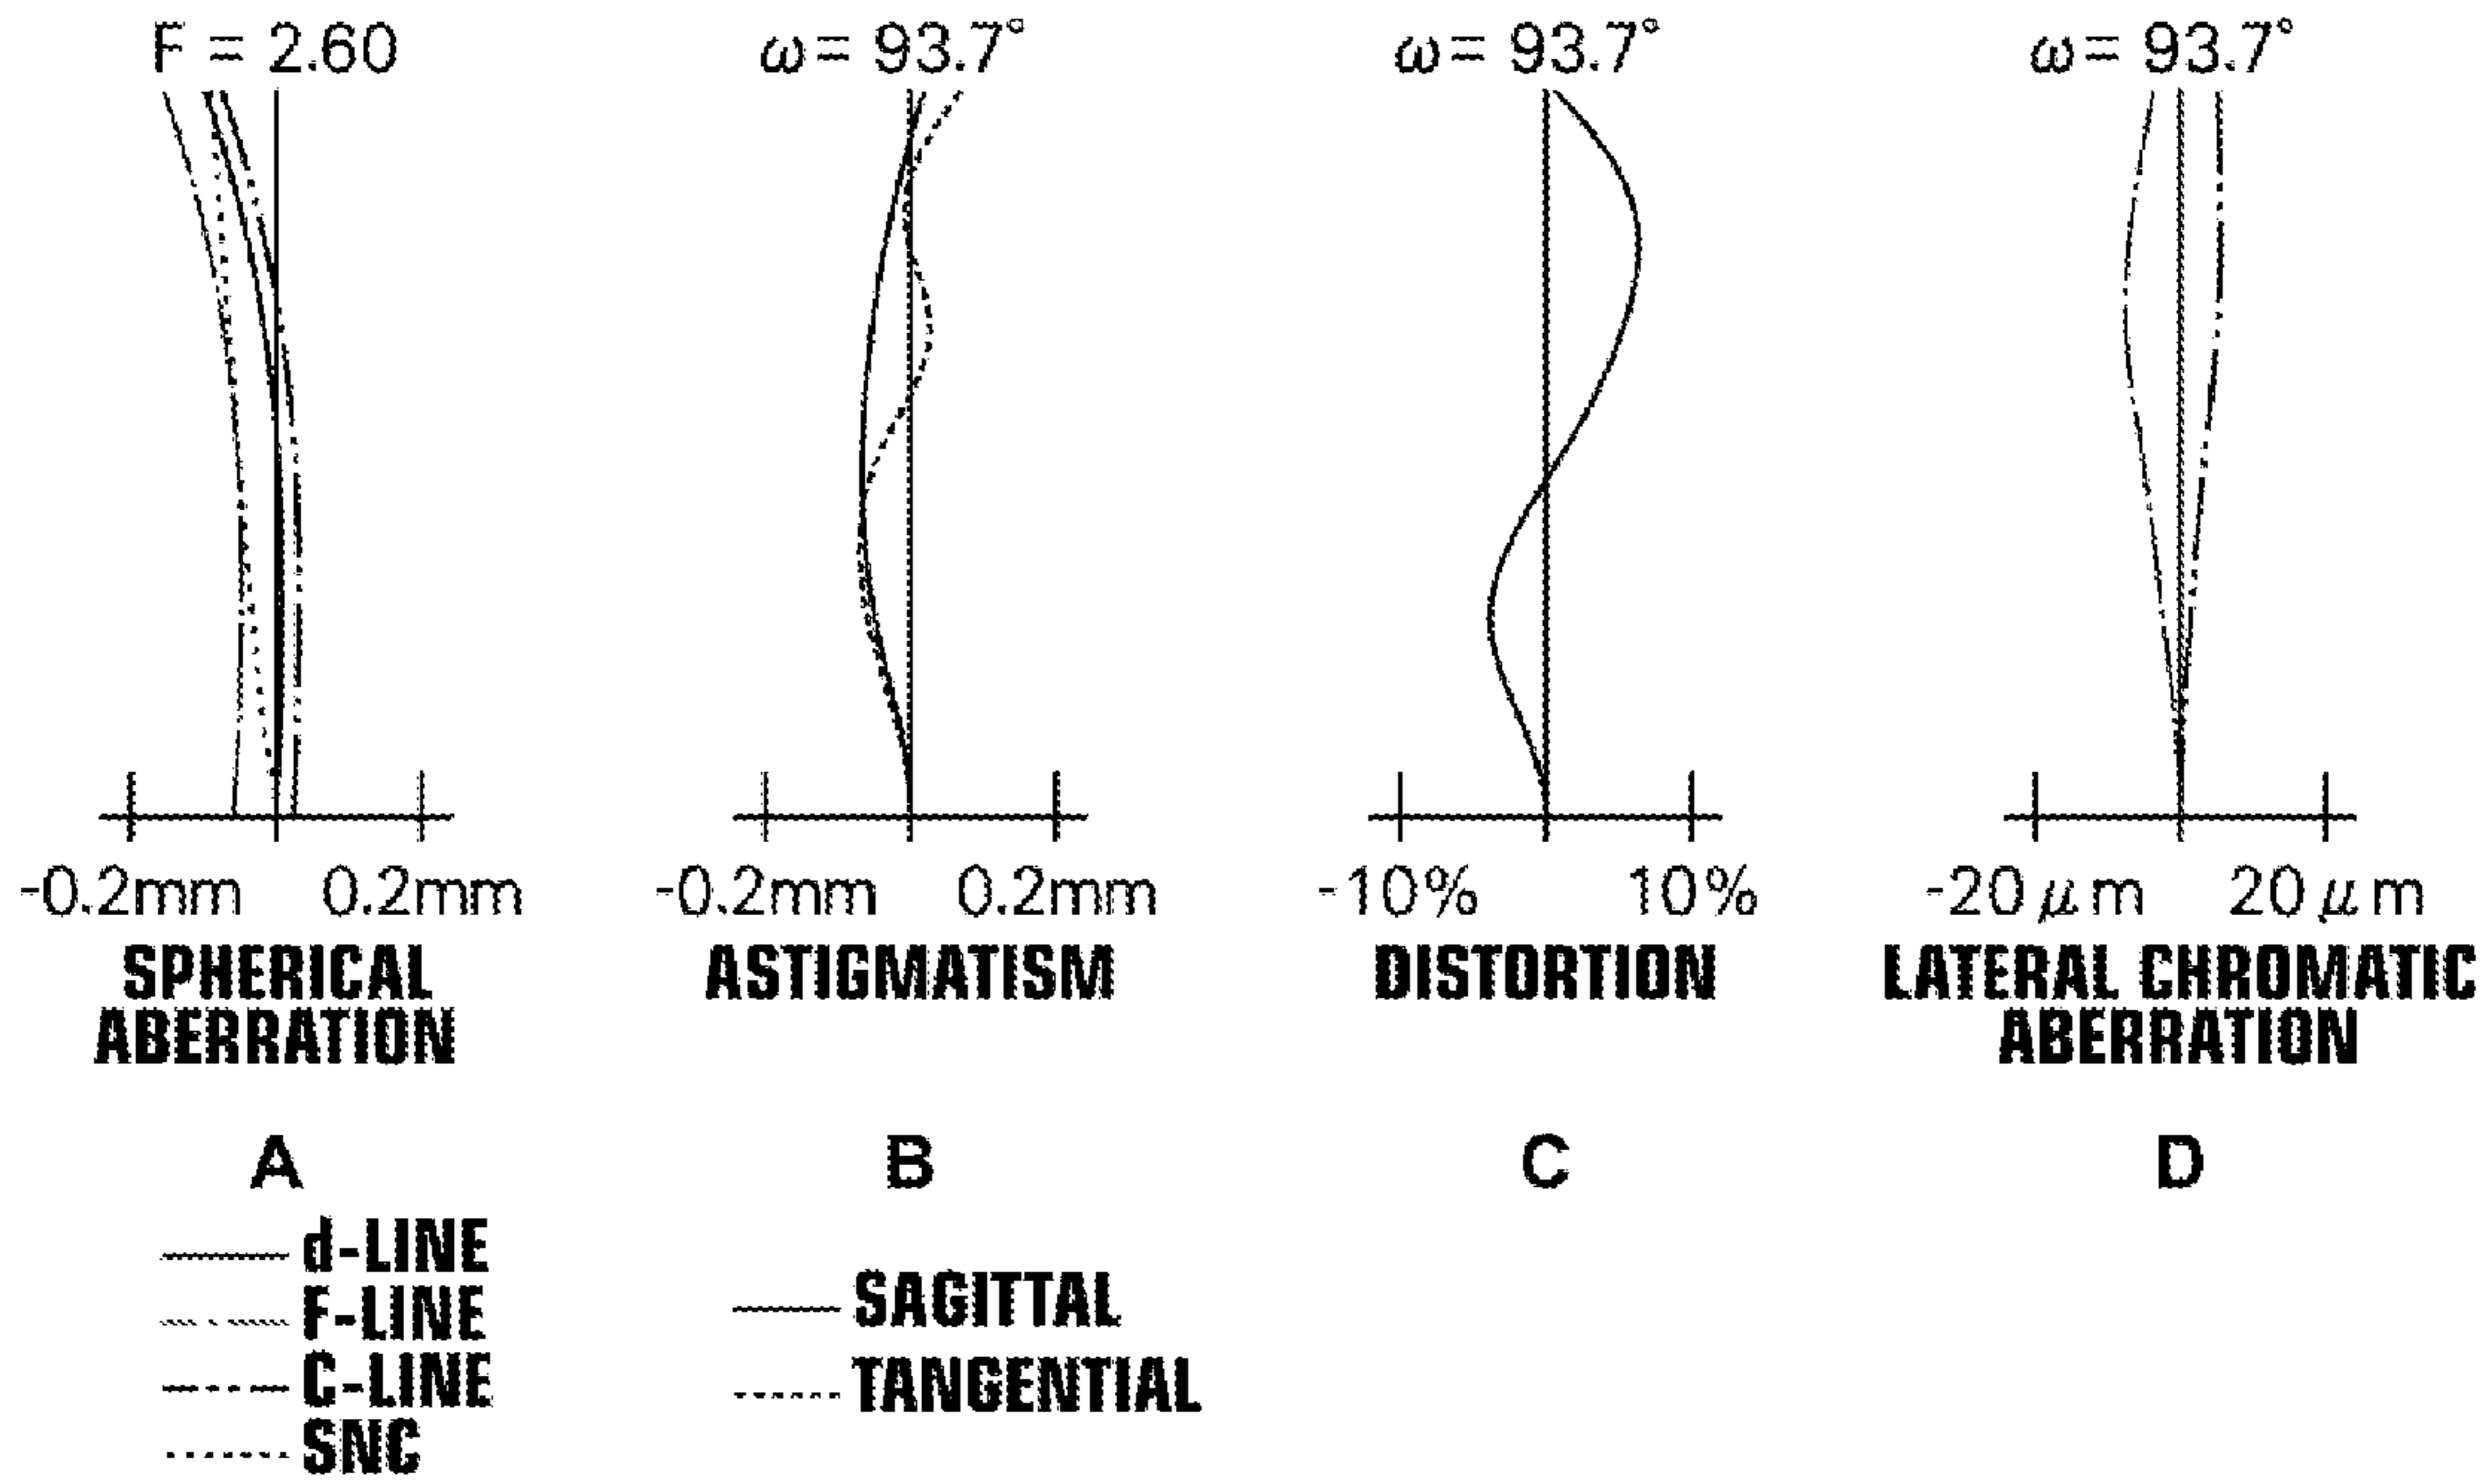 F = 2.60
ω= 93.7°
ω= 93.7°
ω= 93.7°
-0.2mm 0.2mm
-0.2mm 0.2mm
-10% 10%
-20μm 20μm
SPHERICAL
ABERRATION
ASTIGMATISM
DISTORTION
LATERAL CHROMATIC
ABERRATION
A
B
C
D
d-LINE
F-LINE
C-LINE
SNC
SAGITTAL
TANGENTIAL